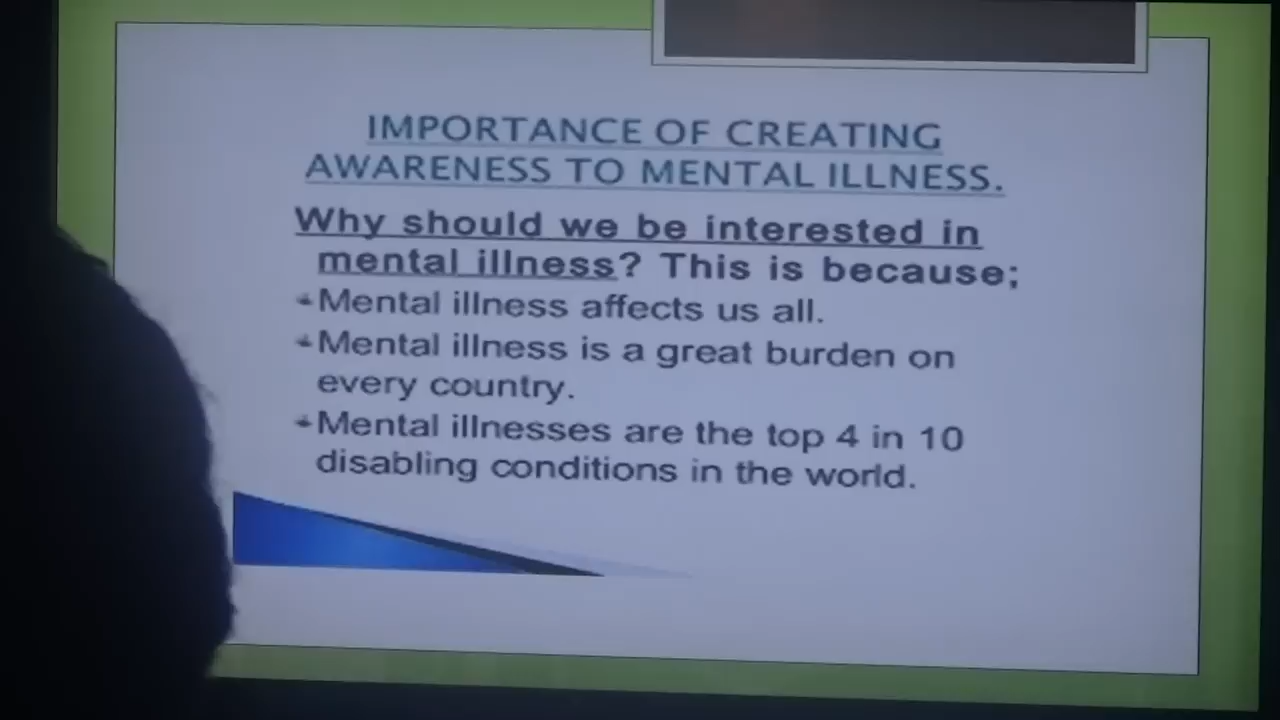 IMPORTANCE OF CREATING
AWARENESS TO MENTAL ILLNESS.
Why should we be interested in
mental illness? This is because;
Mental illness affects us all.
Mental illness is a great burden on
every country.
Mental illnesses are the top 4 in 10
disabling conditions in the world.